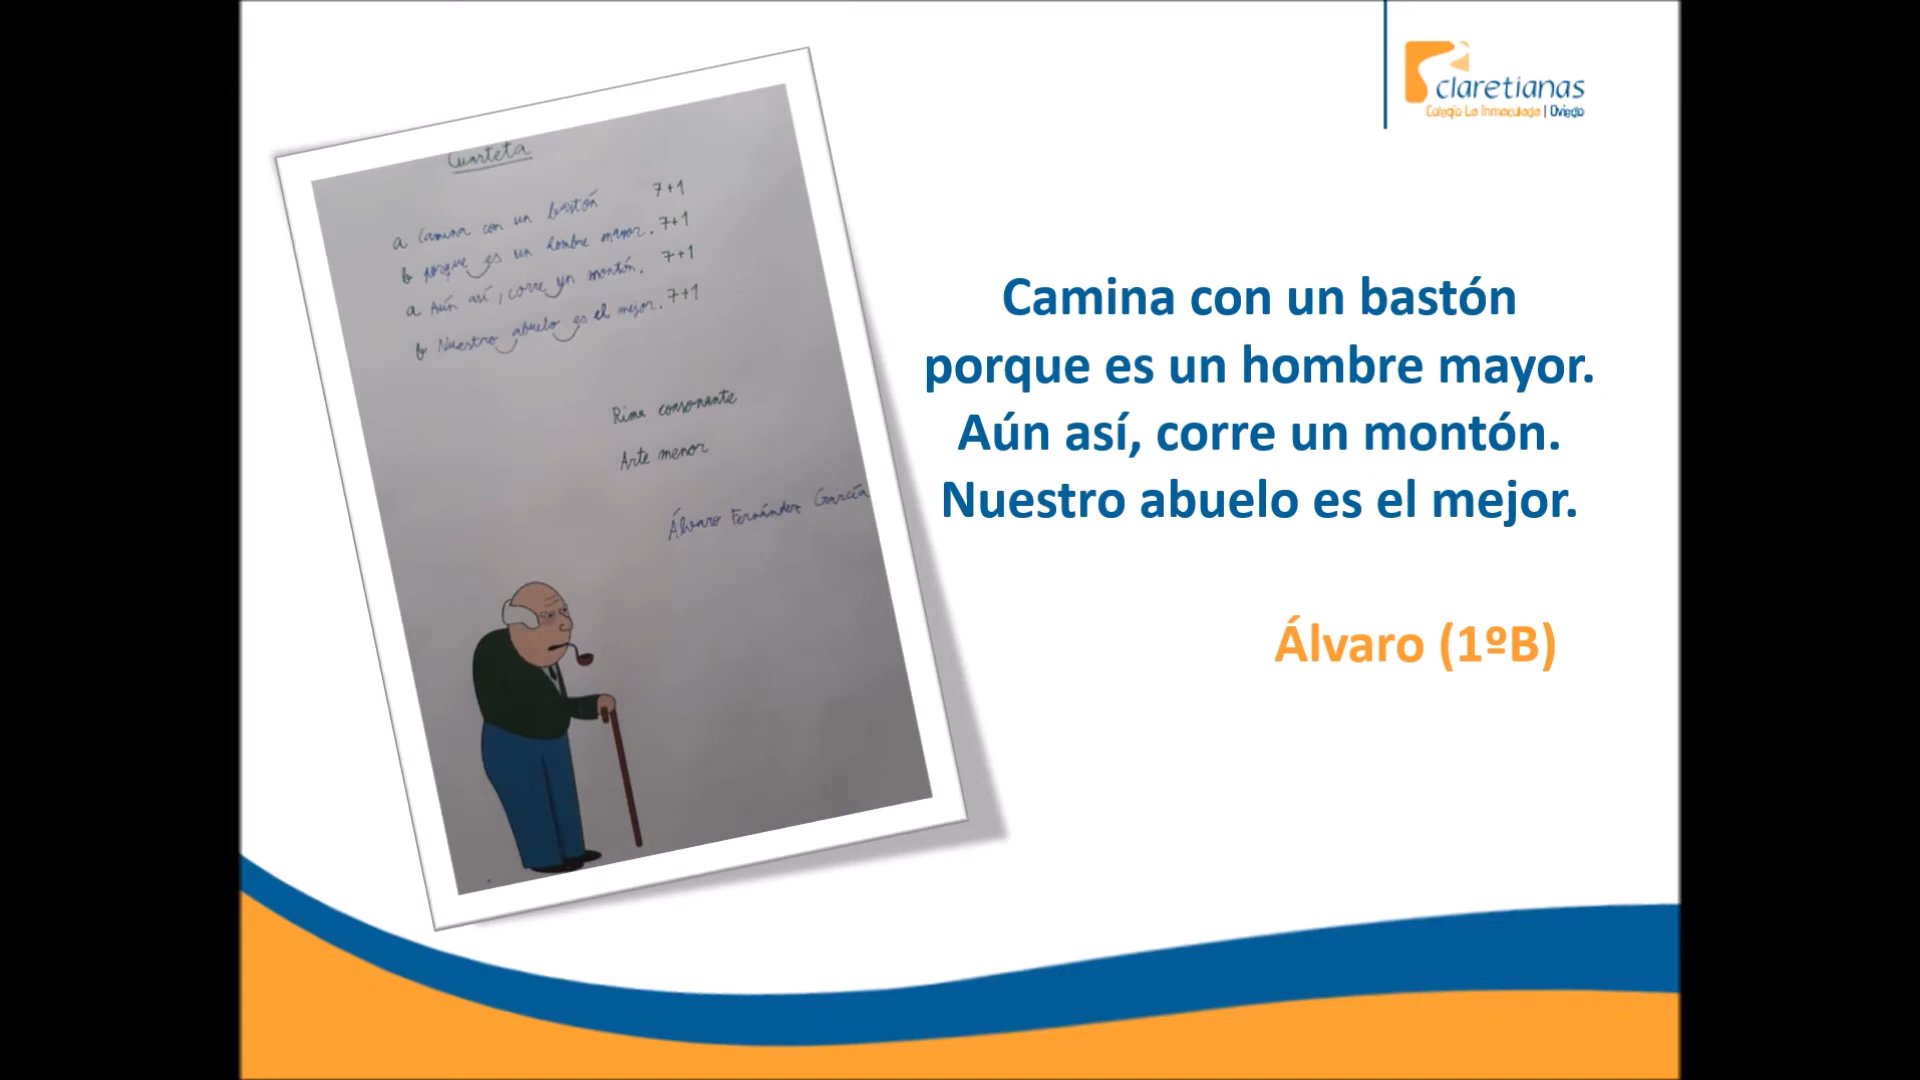 claretianas
Colegio La Inmaculada | Oviedo
Cuarteta
a Camina con un bastón 7+1
b porque es un hombre mayor. 7+1
a Aún así, corre un montón. 7+1
b Nuestro abuelo es el mejor. 7+1
Rima consonante
Arte menor
Álvaro Fernández García
Camina con un bastón
porque es un hombre mayor.
Aún así, corre un montón.
Nuestro abuelo es el mejor.
Álvaro (1ºB)